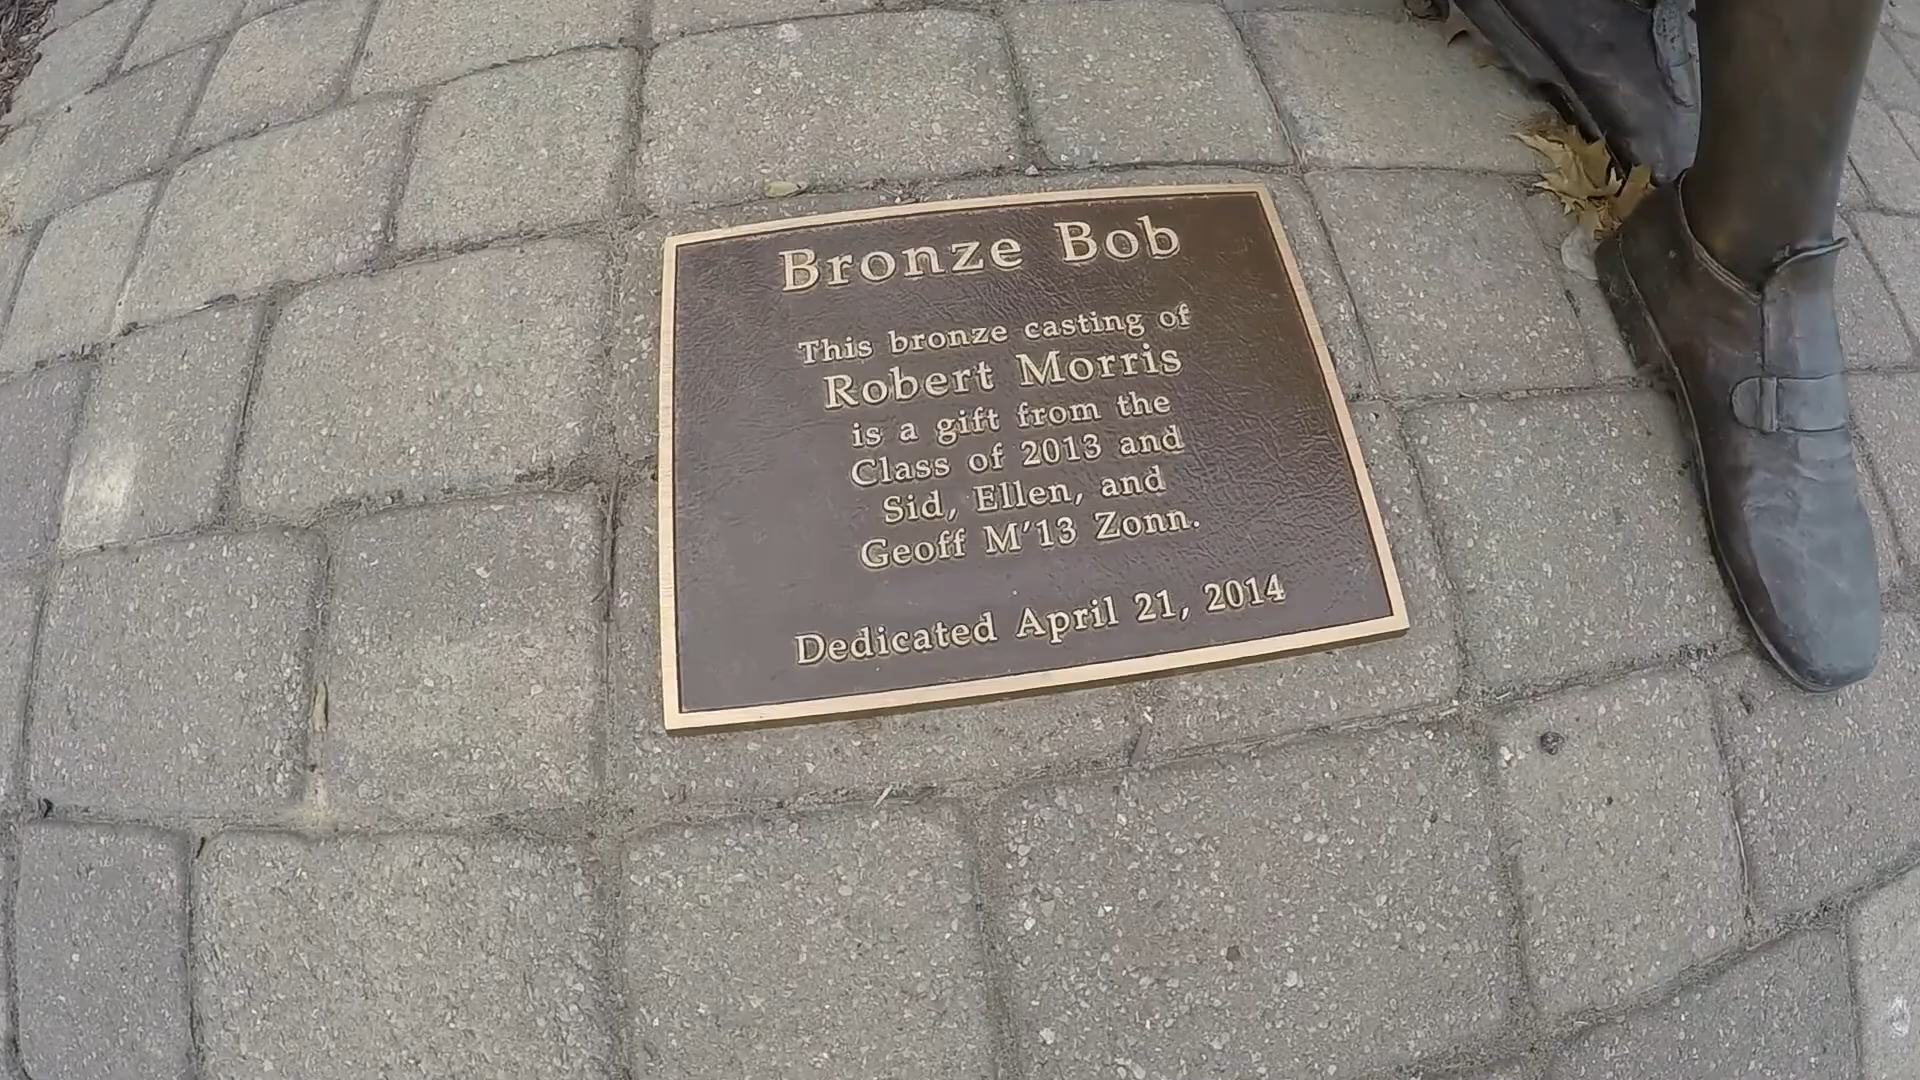 Bronze Bob
This bronze casting of
Robert Morris
is a gift from the
Class of 2013 and
Sid, Ellen, and
Geoff M'13 Zonn.
Dedicated April 21, 2014